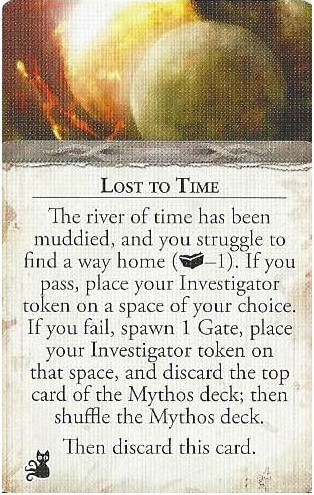 Lost to Time
The river of time has been
muddied, and you struggle to
find a way home (–1). If you
pass, place your Investigator
token on a space of your choice.
If you fail, spawn 1 Gate, place
your Investigator token on
that space, and discard the top
card of the Mythos deck; then
shuffle the Mythos deck.
Then discard this card.